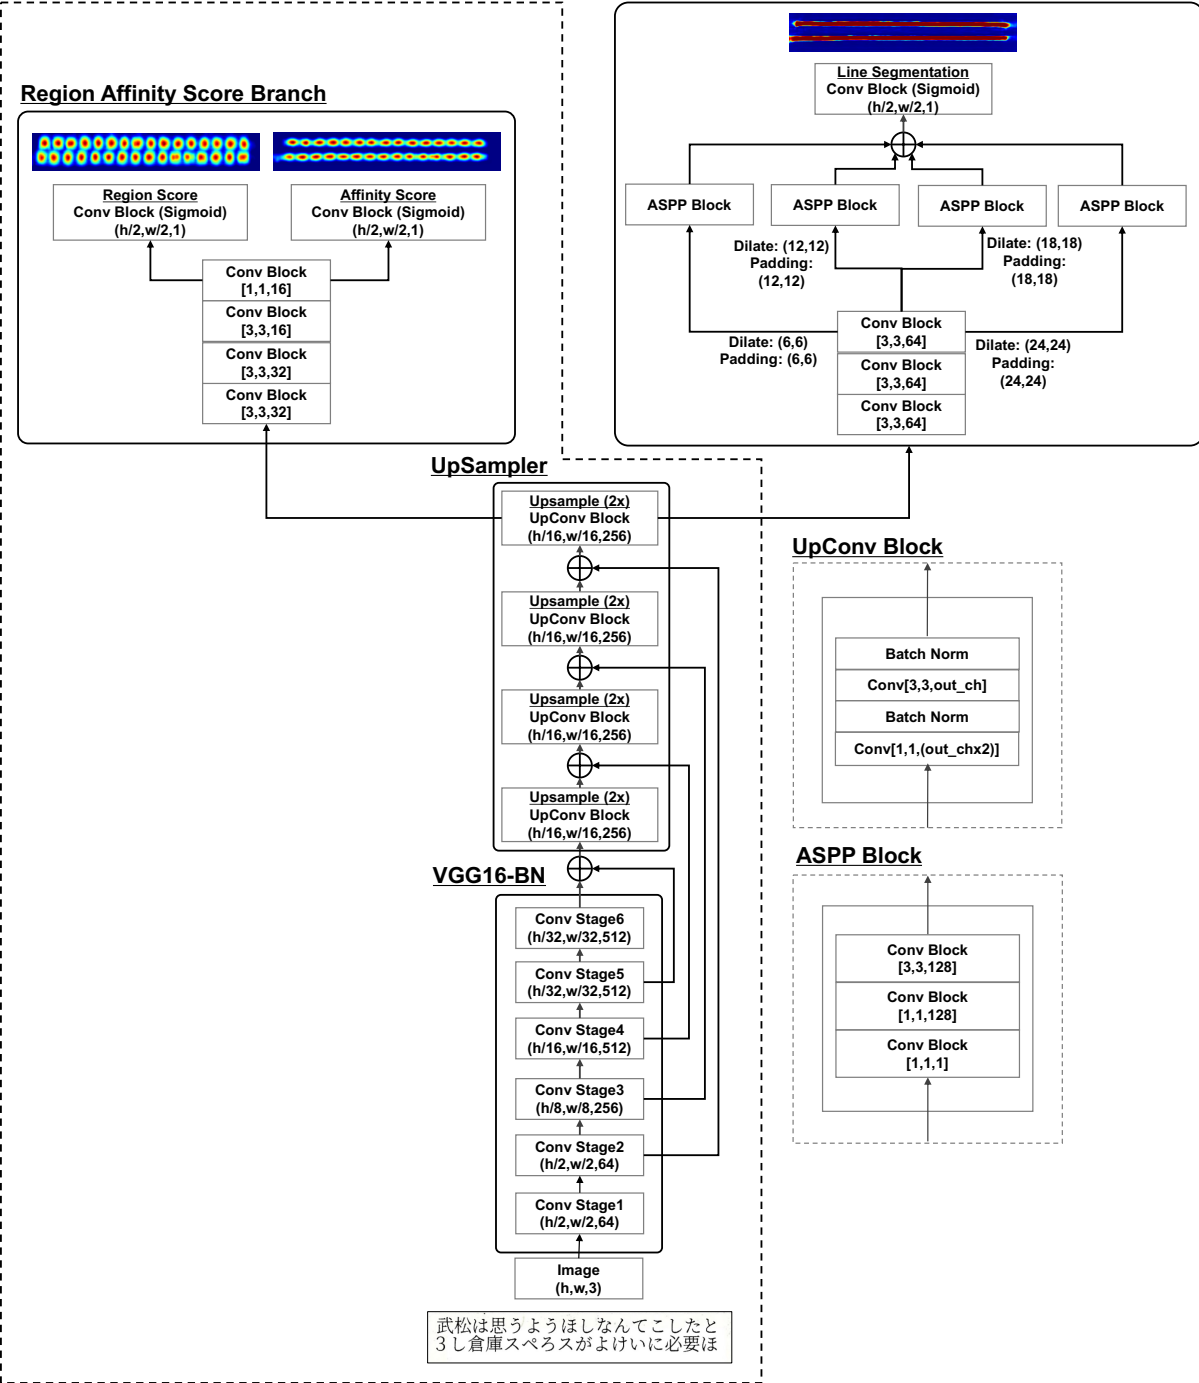 Region Affinity Score Branch
Region Score
Conv Block (Sigmoid)
(h/2,w/2,1)
Affinity Score
Conv Block (Sigmoid)
(h/2,w/2,1)
Conv Block
[1,1,16]
Conv Block
[3,3,16]
Conv Block
[3,3,32]
Conv Block
[3,3,32]
Line Segmentation
Conv Block (Sigmoid)
(h/2,w/2,1)
ASPP Block
ASPP Block
ASPP Block
ASPP Block
Dilate: (12,12)
Padding:
(12,12)
Dilate: (18,18)
Padding:
(18,18)
Dilate: (6,6)
Padding: (6,6)
Dilate: (24,24)
Padding:
(24,24)
Conv Block
[3,3,64]
Conv Block
[3,3,64]
Conv Block
[3,3,64]
UpSampler
Upsample (2x)
UpConv Block
(h/16,w/16,256)
Upsample (2x)
UpConv Block
(h/16,w/16,256)
Upsample (2x)
UpConv Block
(h/16,w/16,256)
Upsample (2x)
UpConv Block
(h/16,w/16,256)
VGG16-BN
Conv Stage6
(h/32,w/32,512)
Conv Stage5
(h/32,w/32,512)
Conv Stage4
(h/16,w/16,512)
Conv Stage3
(h/8,w/8,256)
Conv Stage2
(h/2,w/2,64)
Conv Stage1
(h/2,w/2,64)
Image
(h,w,3)
武松は思うようほしなんてこしたと
３し倉庫スペろスがよけいに必要ほ
UpConv Block
Batch Norm
Conv[3,3,out_ch]
Batch Norm
Conv[1,1,(out_chx2)]
ASPP Block
Conv Block
[3,3,128]
Conv Block
[1,1,128]
Conv Block
[1,1,1]